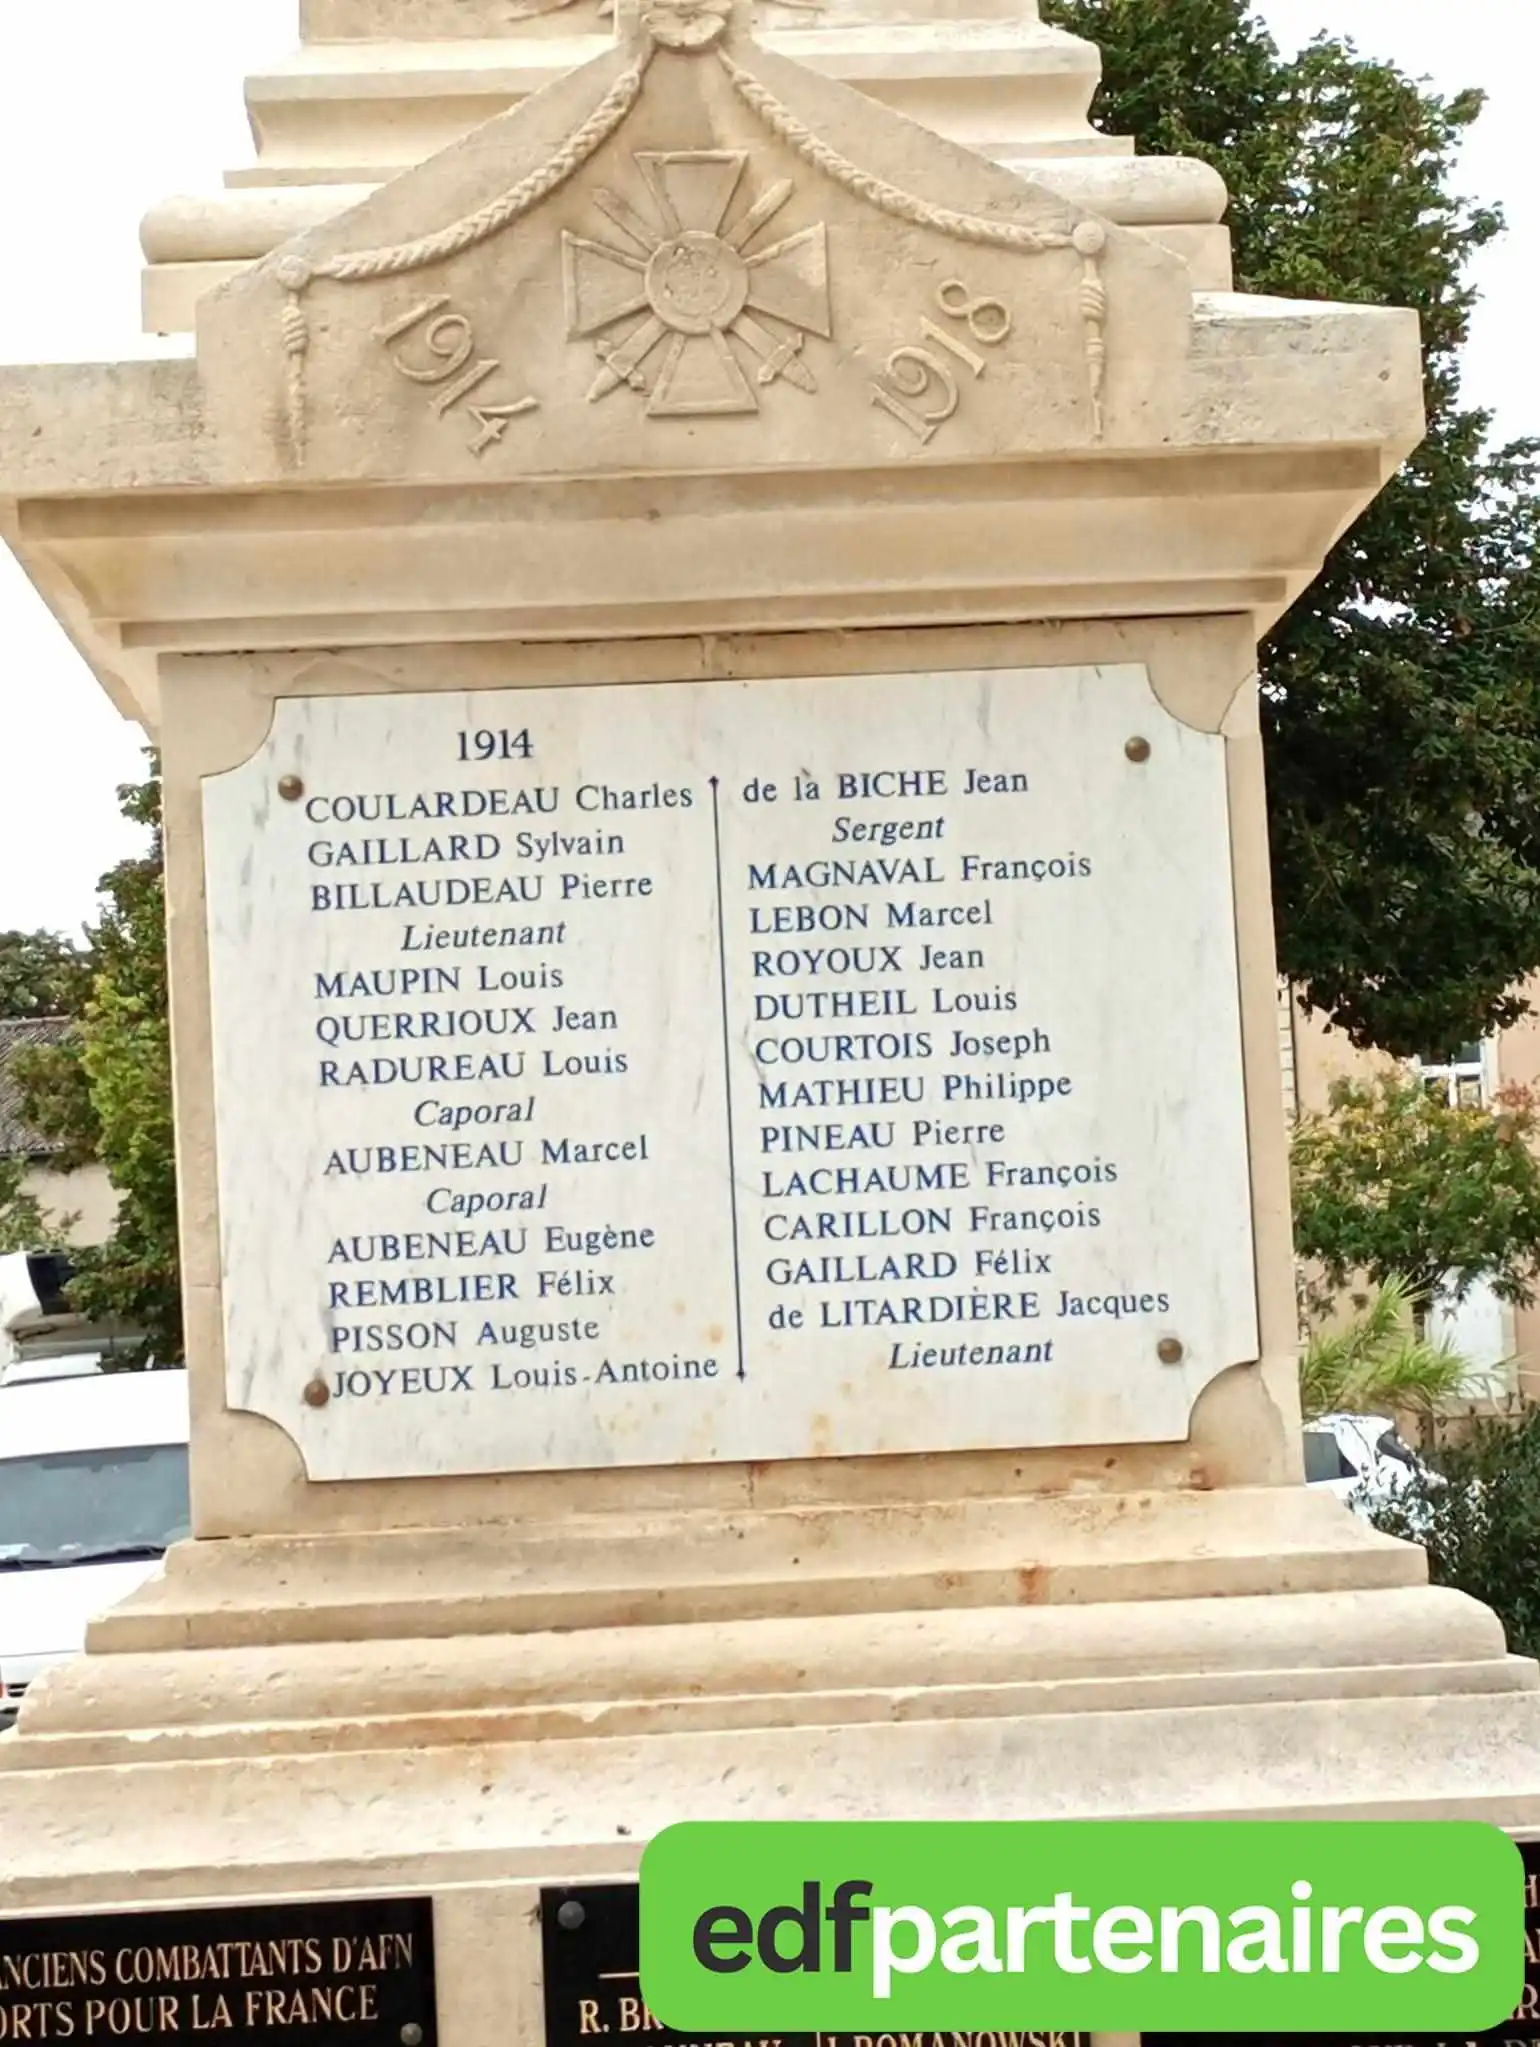 1914
1918
1914
COULARDEAU Charles
GAILLARD Sylvain
BILLAUDEAU Pierre
Lieutenant
MAUPIN Louis
QUERRIOUX Jean
RADUREAU Louis
Caporal
AUBENEAU Marcel
Caporal
AUBENEAU Eugène
REMBLIER Félix
PISSON Auguste
JOYEUX Louis-Antoine
de la BICHE Jean
Sergent
MAGNAVAL François
LEBON Marcel
ROYOUX Jean
DUTHEIL Louis
COURTOIS Joseph
MATHIEU Philippe
PINEAU Pierre
LACHAUME François
CARILLON François
GAILLARD Félix
de LITARDIÈRE Jacques
Lieutenant
NCIENS COMBATTANTS D'AFN
ORTS POUR LA FRANCE
R. BR
ROMANOWSKI
edfpartenaires